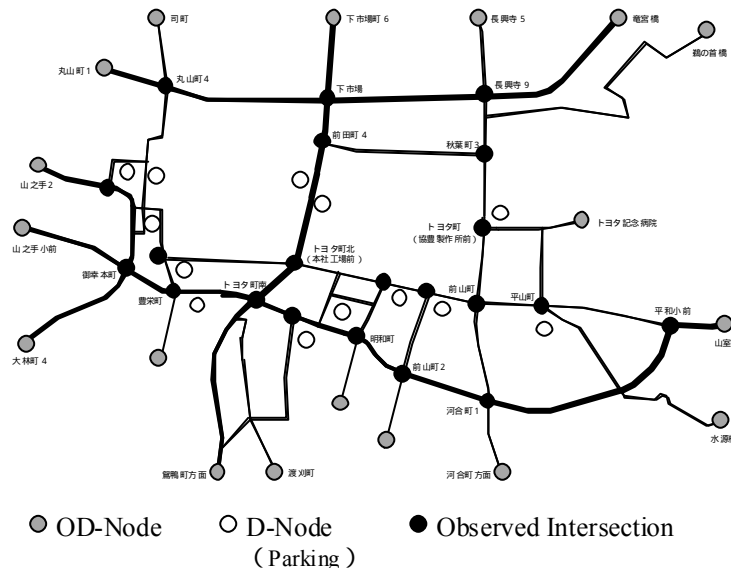 司町
下市場町 6
長興寺 5
竜宮橋
鵜の首橋
丸山町 1
丸山町 4
下市場
長興寺 9
前田町 4
秋葉町 3
山之手 2
トヨタ町
(協豊製作所前)
トヨタ記念病院
山之手小前
トヨタ町北
(本社工場前)
御幸本町
豊栄町
トヨタ町南
前山町
平山町
平和小前
山室
明和町
大林町 4
前山町 2
河合町 1
水源
鴛鴨町方面
渡刈町
河合町方面
OD-Node
D-Node
(Parking)
Observed Intersection